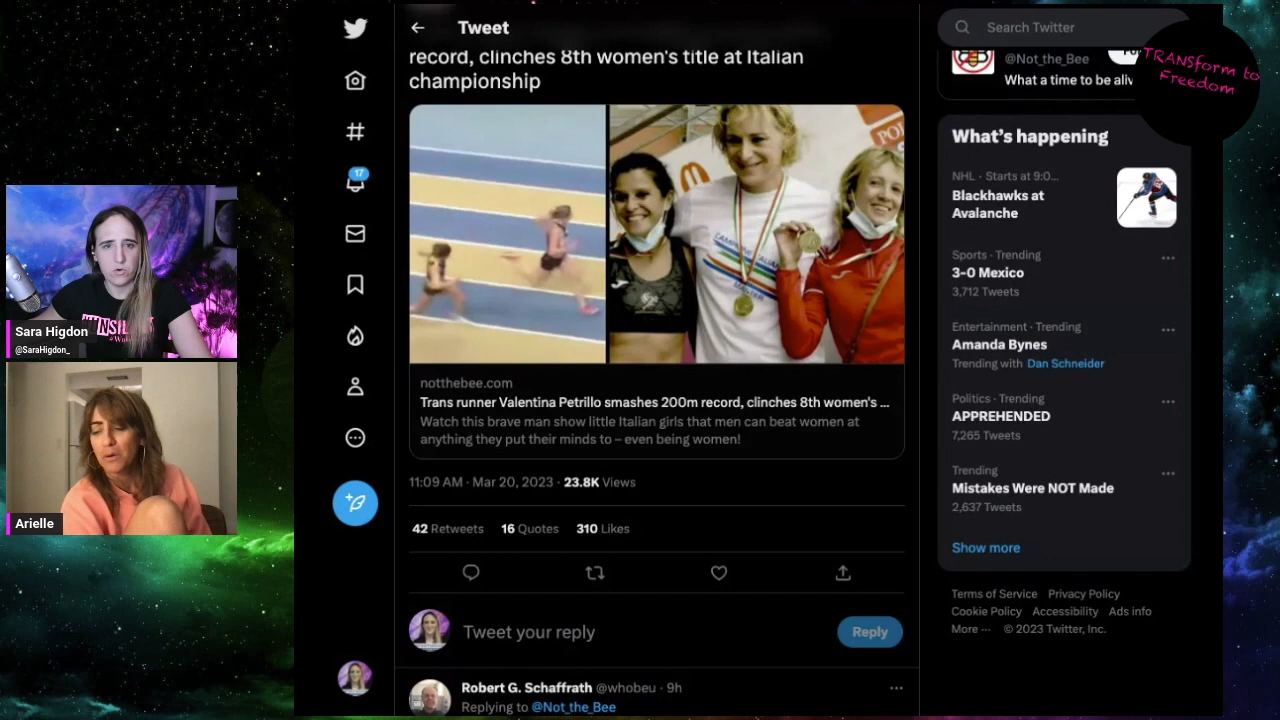 Tweet
record, clinches 8th women's title at Italian
championship
notthebee.com
Trans runner Valentina Petrillo smashes 200m record, clinches 8th women's ...
Watch this brave man show little Italian girls that men can beat women at
anything they put their minds to – even being women!
11:09 AM · Mar 20, 2023 · 23.8K Views
42 Retweets 16 Quotes 310 Likes
Tweet your reply
Reply
Robert G. Schaffrath @whobeu · 9h
Replying to @Not_the_Bee
17
Sara Higdon
@SaraHigdon_
Arielle
Search Twitter
TRANSform to
Freedom
@Not_the_Bee
What a time to be aliv
What's happening
NHL · Starts at 9:0...
Blackhawks at
Avalanche
Sports · Trending
3-0 Mexico
3,712 Tweets
Entertainment · Trending
Amanda Bynes
Trending with Dan Schneider
Politics · Trending
APPREHENDED
7,265 Tweets
Trending
Mistakes Were NOT Made
2,637 Tweets
Show more
Terms of Service Privacy Policy
Cookie Policy Accessibility Ads info
More ··· © 2023 Twitter, Inc.